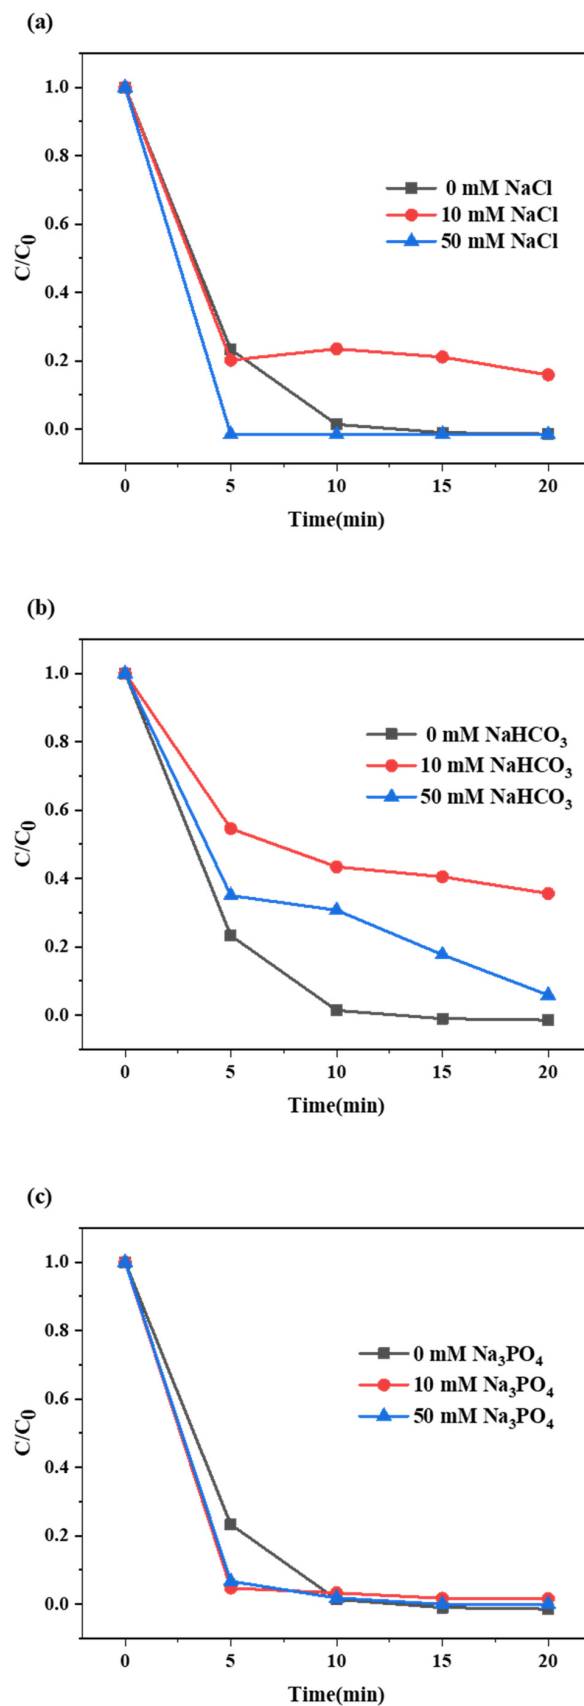 (a)
1.0
0.8
0.6
0.4
0.2
0.0
C/C0
0 mM NaCl
10 mM NaCl
50 mM NaCl
0 5 10 15 20
Time(min)
(b)
1.0
0.8
0.6
0.4
0.2
0.0
C/C0
0 mM NaHCO3
10 mM NaHCO3
50 mM NaHCO3
0 5 10 15 20
Time(min)
(c)
1.0
0.8
0.6
0.4
0.2
0.0
C/C0
0 mM Na3PO4
10 mM Na3PO4
50 mM Na3PO4
0 5 10 15 20
Time(min)